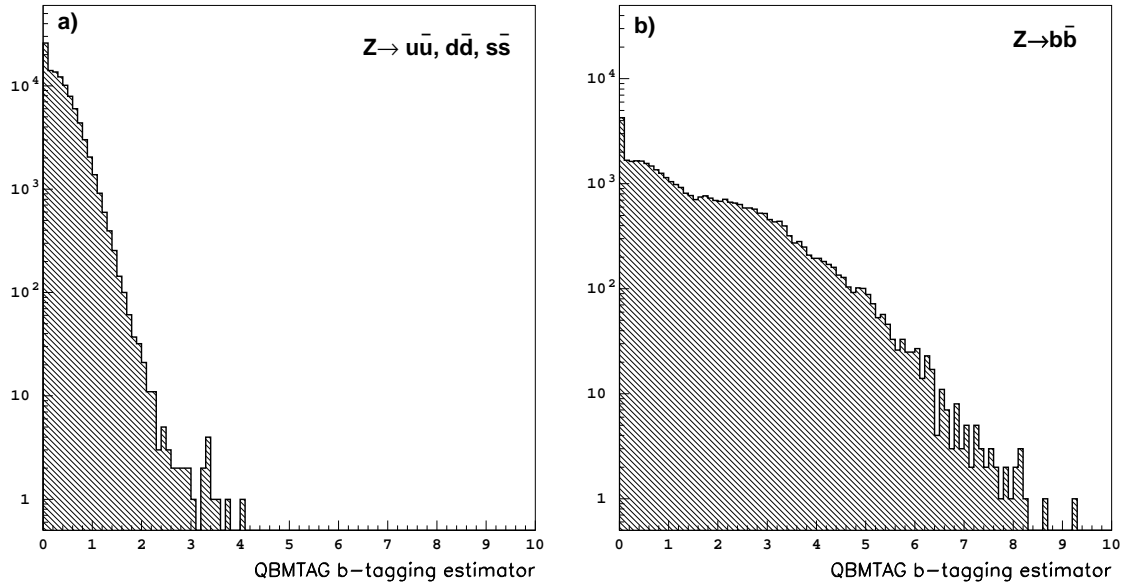 a)
Z→ uū, dd̄, ss̄
10⁴
10³
10²
10
1
0 1 2 3 4 5 6 7 8 9 10
QBMTAG b-tagging estimator
b)
Z→bb̄
10⁴
10³
10²
10
1
0 1 2 3 4 5 6 7 8 9 10
QBMTAG b-tagging estimator